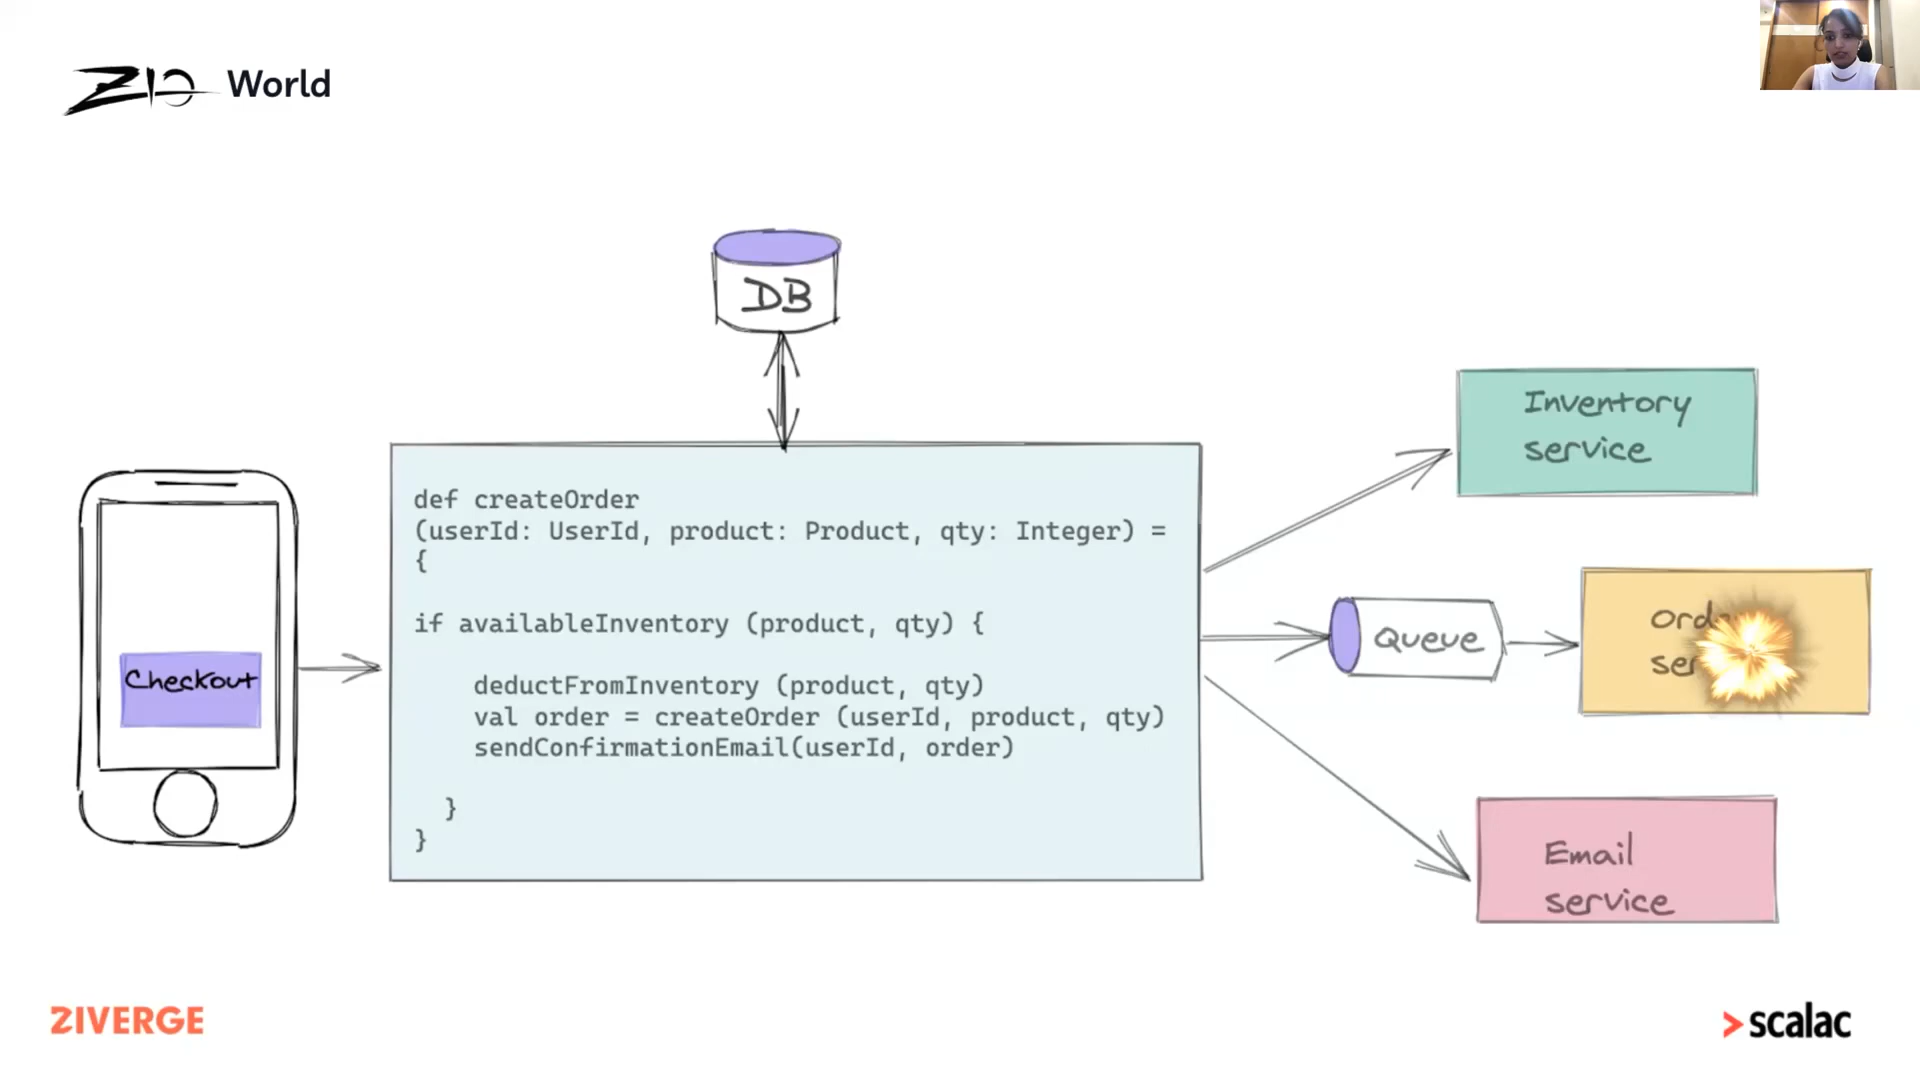 ZIO World
DB
Inventory
service
def createOrder
(userId: UserId, product: Product, qty: Integer) =
{
if availableInventory (product, qty) {
deductFromInventory (product, qty)
val order = createOrder (userId, product, qty)
sendConfirmationEmail(userId, order)
}
}
Checkout
Queue
Email
service
ZIVERGE
scalac